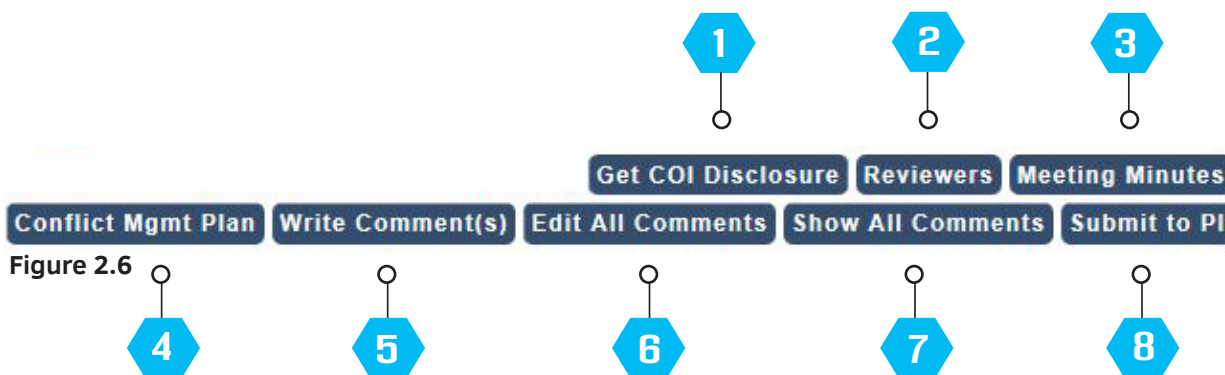 1 2 3
Get COI Disclosure Reviewers Meeting Minutes
Conflict Mgmt Plan Write Comment(s) Edit All Comments Show All Comments Submit to PI
Figure 2.6
4 5 6 7 8